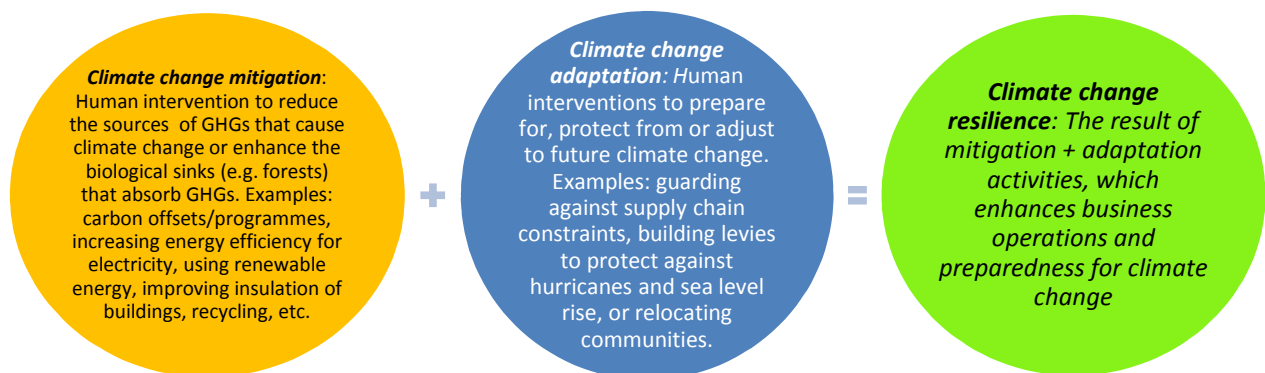 Climate change mitigation:
Human intervention to reduce
the sources of GHGs that cause
climate change or enhance the
biological sinks (e.g. forests)
that absorb GHGs. Examples:
carbon offsets/programmes,
increasing energy efficiency for
electricity, using renewable
energy, improving insulation of
buildings, recycling, etc.
+
Climate change
adaptation: Human
interventions to prepare
for, protect from or adjust
to future climate change.
Examples: guarding
against supply chain
constraints, building levies
to protect against
hurricanes and sea level
rise, or relocating
communities.
=
Climate change
resilience: The result of
mitigation + adaptation
activities, which
enhances business
operations and
preparedness for climate
change